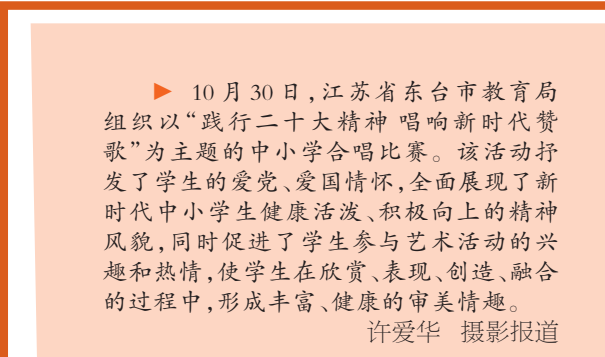 ▶ 10月30日,江苏省东台市教育局
组织以“践行二十大精神 唱响新时代赞
歌”为主题的中小学合唱比赛。该活动抒
发了学生的爱党、爱国情怀,全面展现了新
时代中小学生健康活泼、积极向上的精神
风貌,同时促进了学生参与艺术活动的兴
趣和热情,使学生在欣赏、表现、创造、融合
的过程中,形成丰富、健康的审美情趣。
许爱华 摄影报道